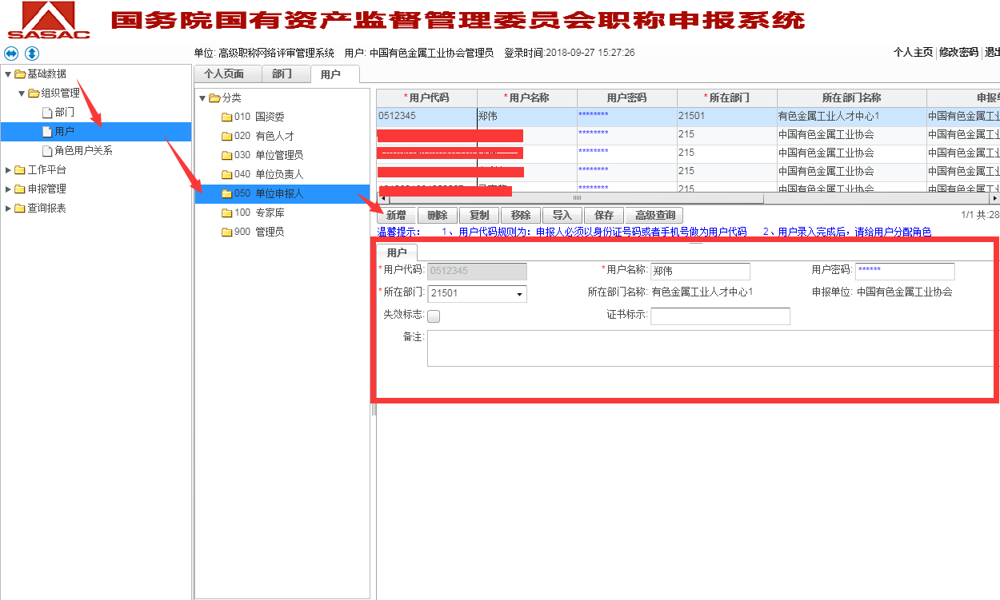 SASAC 国务院国有资产监督管理委员会职称申报系统
单位: 高级职称网络评审管理系统 用户: 中国有色金属工业协会管理员 登录时间:2018-09-27 15:27:26 个人主页 修改密码 退出
基础数据
组织管理
部门
用户
角色用户关系
工作平台
申报管理
查询报表
个人页面 部门 用户
分类
010 国资委
020 有色人才
030 单位管理员
040 单位负责人
050 单位申报人
100 专家库
900 管理员
*用户代码 *用户名称 用户密码 *所在部门 所在部门名称 申报单
0512345 郑伟 ******** 21501 有色金属工业人才中心1 中国有色金属工业
******** 215 中国有色金属工业协会 中国有色金属工业
******** 215 中国有色金属工业协会 中国有色金属工业
******** 215 中国有色金属工业协会 中国有色金属工业
******** 215 中国有色金属工业协会 中国有色金属工业
新增 删除 复制 移除 导入 保存 高级查询 1/1 共:28
温馨提示: 1、用户代码规则为：申报人必须以身份证号码或者手机号做为用户代码 2、用户录入完成后，请给用户分配角色
用户
*用户代码: 0512345 *用户名称: 郑伟 用户密码: ******
*所在部门: 21501 所在部门名称: 有色金属工业人才中心1 申报单位: 中国有色金属工业协会
失效标志: 证书标示:
备注: